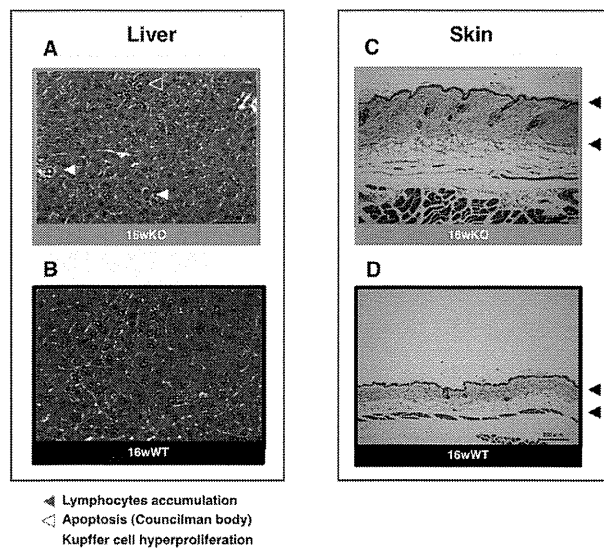 Liver
Skin
A
C
16wKO
16wKO
B
D
16wWT
16wWT
Lymphocytes accumulation
Apoptosis (Councilman body)
Kupffer cell hyperproliferation